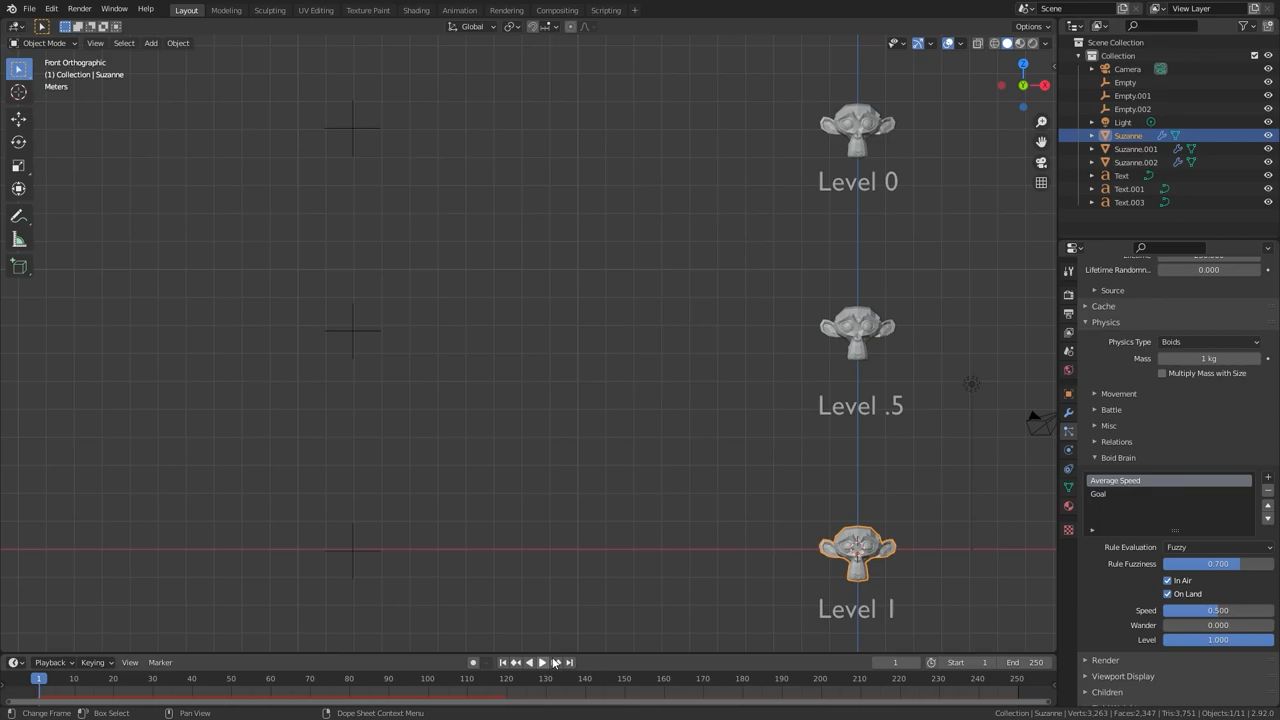 File Edit Render Window Help Layout Modeling Sculpting UV Editing Texture Paint Shading Animation Rendering Compositing Scripting + Scene View Layer
Global Options
Object Mode View Select Add Object
Front Orthographic
(1) Collection | Suzanne
Meters
Z
Y
X
Level 0
Level .5
Level 1
Scene Collection
Collection
Camera
Empty
Empty.001
Empty.002
Light
Suzanne
Suzanne.001
Suzanne.002
Text
Text.001
Text.003
Lifetime Randomn... 0.000
Source
Cache
Physics
Physics Type Boids
Mass 1 kg
Multiply Mass with Size
Movement
Battle
Misc
Relations
Boid Brain
Average Speed
Goal
Rule Evaluation Fuzzy
Rule Fuzziness 0.700
In Air
On Land
Speed 0.500
Wander 0.000
Level 1.000
Render
Viewport Display
Children
Playback Keying View Marker 1 Start 1 End 250
1 10 20 30 40 50 60 70 80 90 100 110 120 130 140 150 160 170 180 190 200 210 220 230 240 250
Change Frame Box Select Pan View Dope Sheet Context Menu Collection | Suzanne | Verts:3,263 | Faces:2,347 | Tris:3,751 | Objects:1/11 | 2.92.0